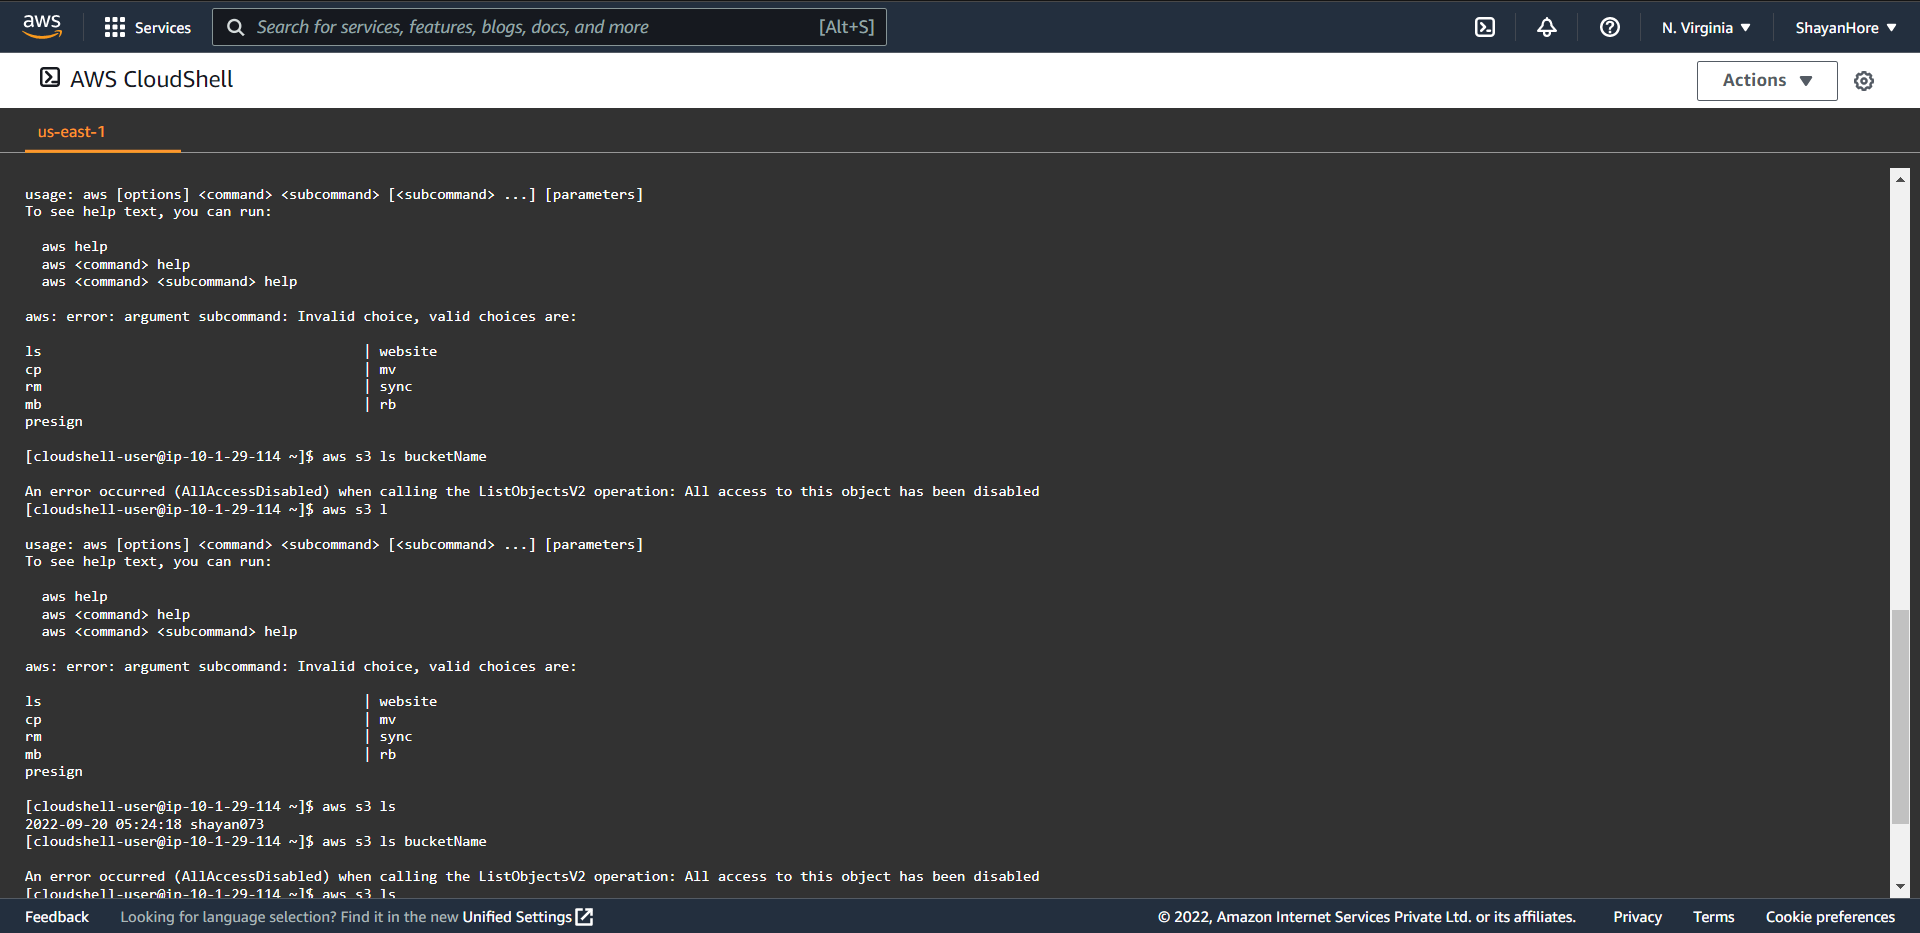 aws Services Search for services, features, blogs, docs, and more [Alt+S] N. Virginia ▼ ShayanHore ▼
AWS CloudShell Actions ▼
us-east-1
usage: aws [options] <command> <subcommand> [<subcommand> ...] [parameters]
To see help text, you can run:
aws help
aws <command> help
aws <command> <subcommand> help
aws: error: argument subcommand: Invalid choice, valid choices are:
ls | website
cp | mv
rm | sync
mb | rb
presign
[cloudshell-user@ip-10-1-29-114 ~]$ aws s3 ls bucketName
An error occurred (AllAccessDisabled) when calling the ListObjectsV2 operation: All access to this object has been disabled
[cloudshell-user@ip-10-1-29-114 ~]$ aws s3 l
usage: aws [options] <command> <subcommand> [<subcommand> ...] [parameters]
To see help text, you can run:
aws help
aws <command> help
aws <command> <subcommand> help
aws: error: argument subcommand: Invalid choice, valid choices are:
ls | website
cp | mv
rm | sync
mb | rb
presign
[cloudshell-user@ip-10-1-29-114 ~]$ aws s3 ls
2022-09-20 05:24:18 shayan073
[cloudshell-user@ip-10-1-29-114 ~]$ aws s3 ls bucketName
An error occurred (AllAccessDisabled) when calling the ListObjectsV2 operation: All access to this object has been disabled
[cloudshell-user@ip-10-1-29-114 ~]$ aws s3 ls
Feedback Looking for language selection? Find it in the new Unified Settings © 2022, Amazon Internet Services Private Ltd. or its affiliates. Privacy Terms Cookie preferences